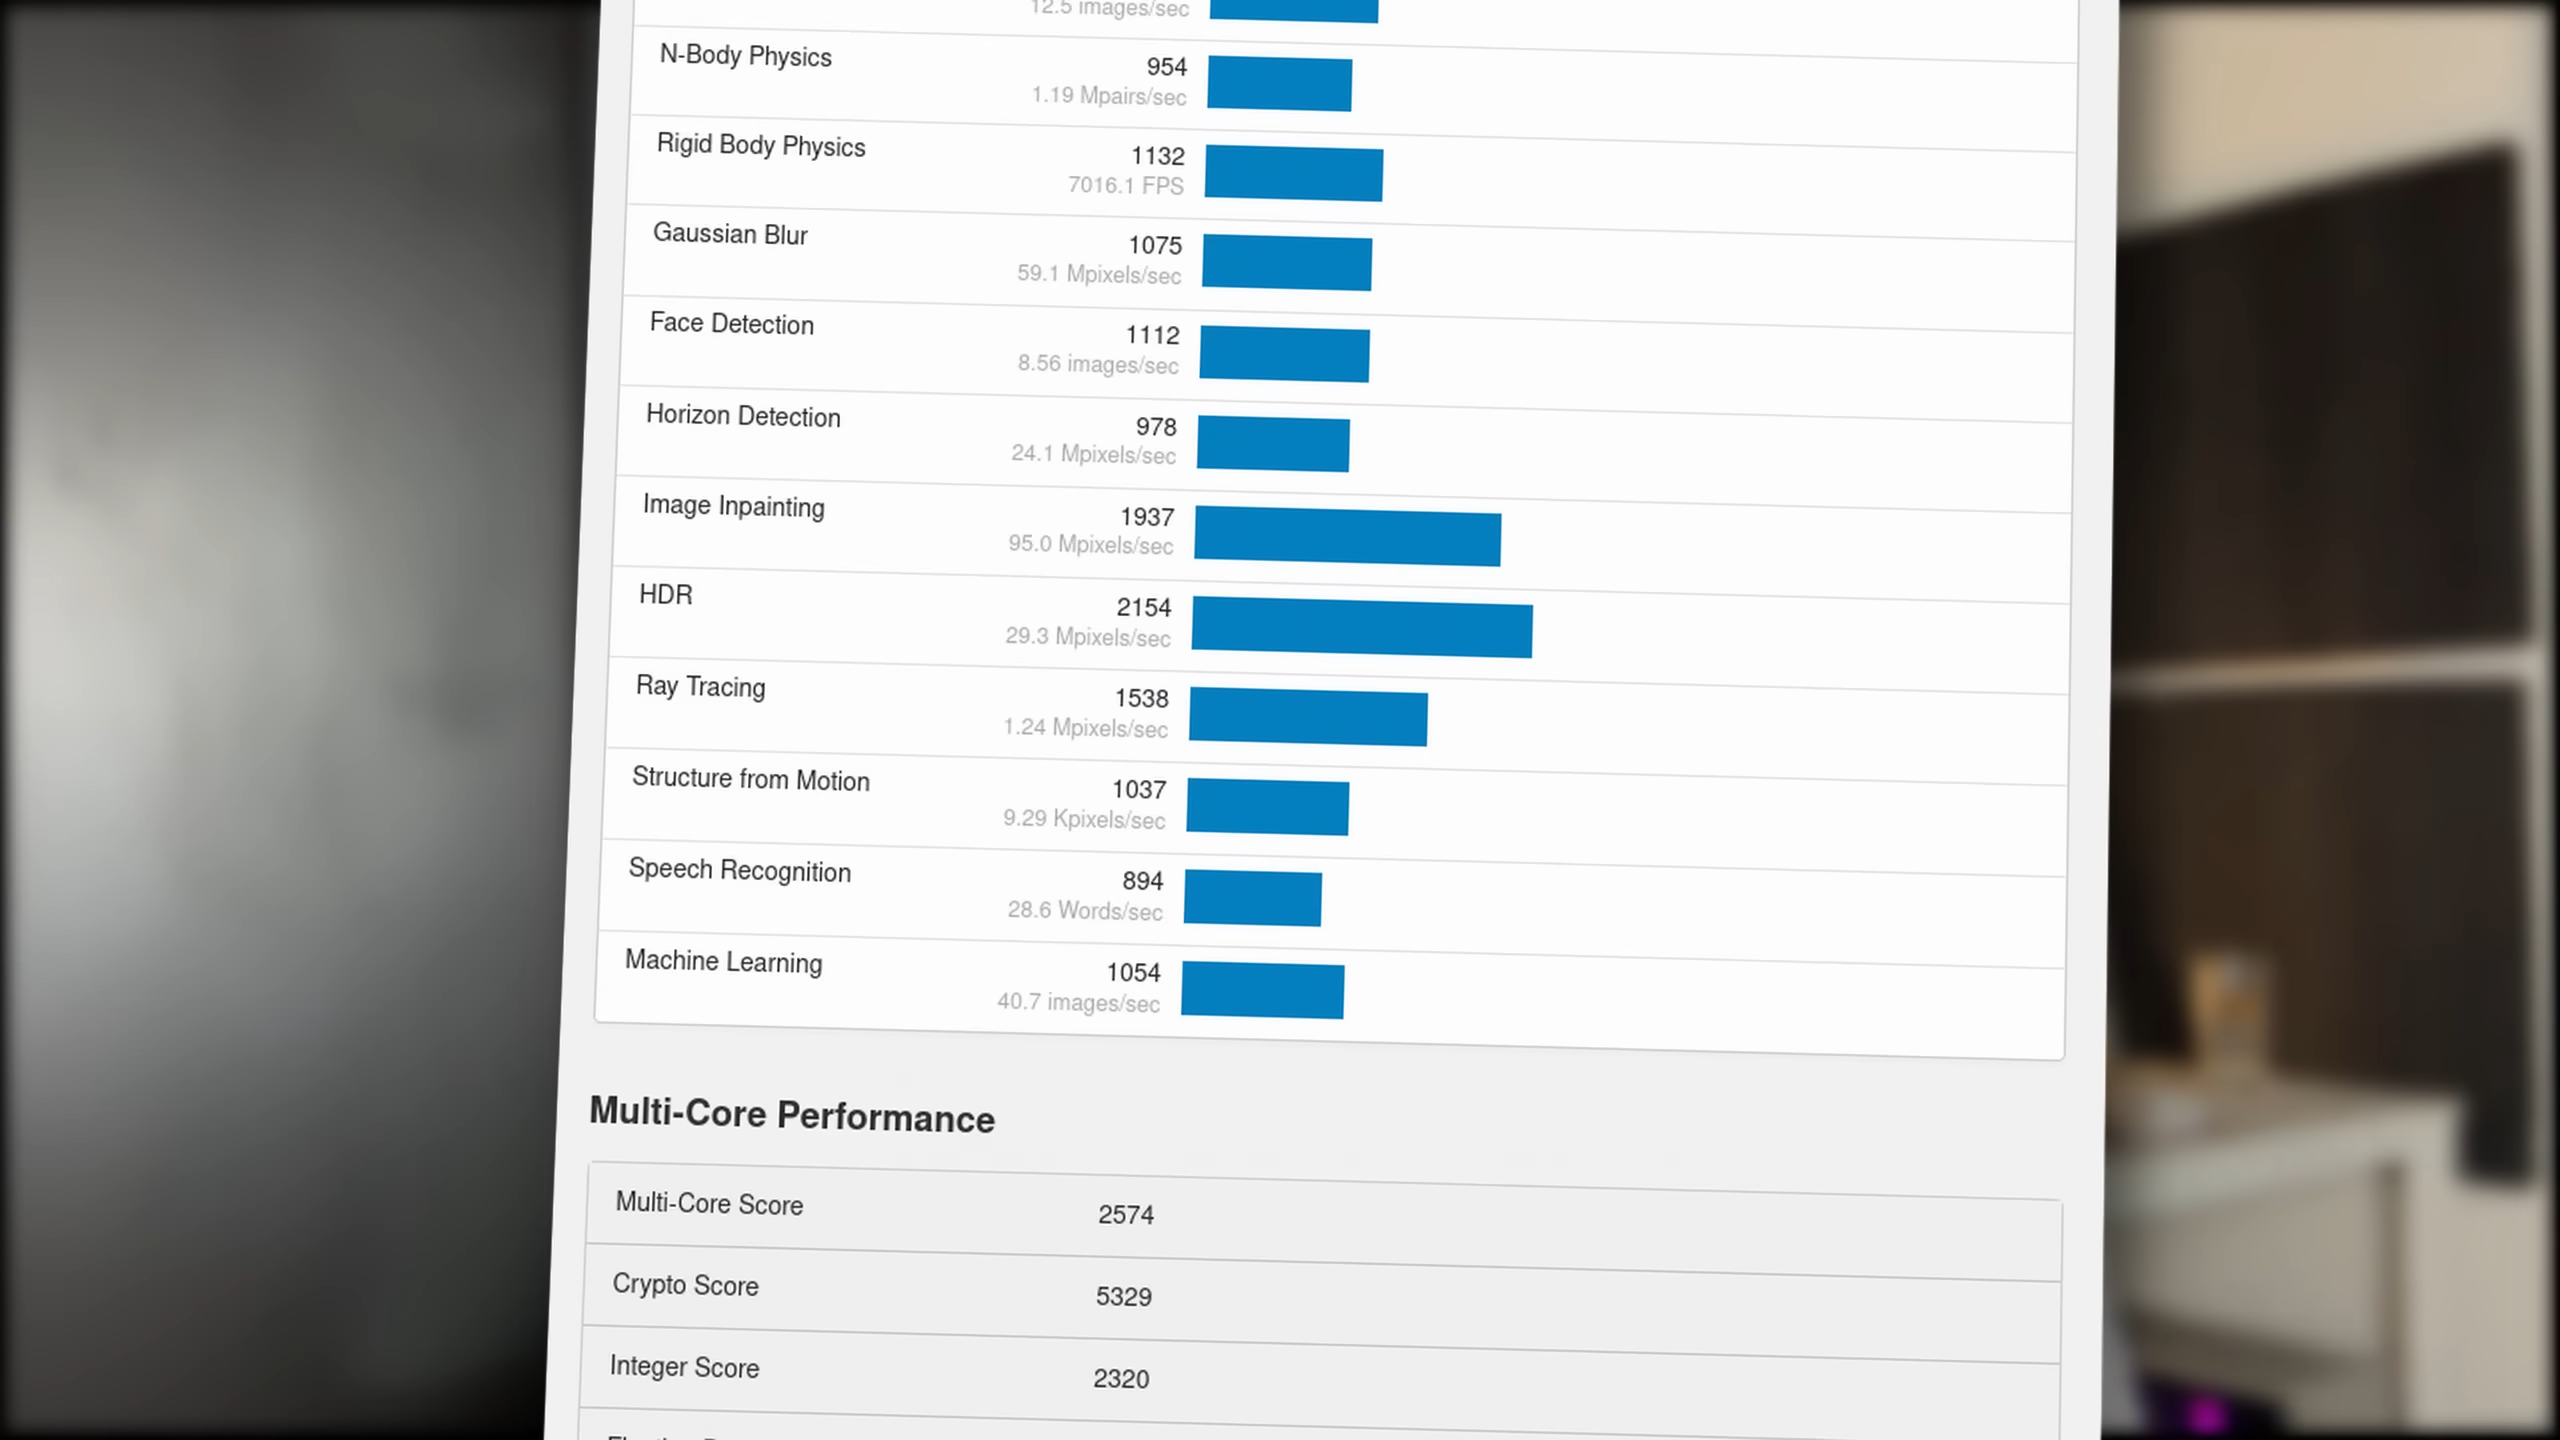 12.5 images/sec
N-Body Physics
954
1.19 Mpairs/sec
Rigid Body Physics
1132
7016.1 FPS
Gaussian Blur
1075
59.1 Mpixels/sec
Face Detection
1112
8.56 images/sec
Horizon Detection
978
24.1 Mpixels/sec
Image Inpainting
1937
95.0 Mpixels/sec
HDR
2154
29.3 Mpixels/sec
Ray Tracing
1538
1.24 Mpixels/sec
Structure from Motion
1037
9.29 Kpixels/sec
Speech Recognition
894
28.6 Words/sec
Machine Learning
1054
40.7 images/sec
Multi-Core Performance
Multi-Core Score
2574
Crypto Score
5329
Integer Score
2320